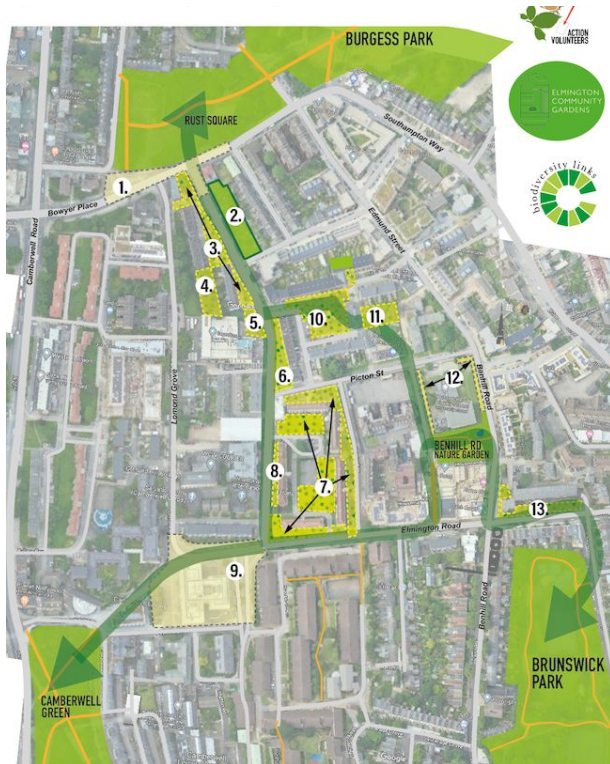 ACTION
VOLUNTEERS
BURGESS PARK
ELMINGTON
COMMUNITY
GARDENS
RUST SQUARE
Southampton Way
biodiversity links
1.
Bowyer Place
2.
Edmund Street
Camberwell Road
3.
4.
5.
10.
11.
6.
Picton St
12.
Benhill Road
Lomond Grove
BENHILL RD
NATURE GARDEN
8.
7.
13.
Elmington Road
9.
Benhill Road
BRUNSWICK
PARK
CAMBERWELL
GREEN
Google